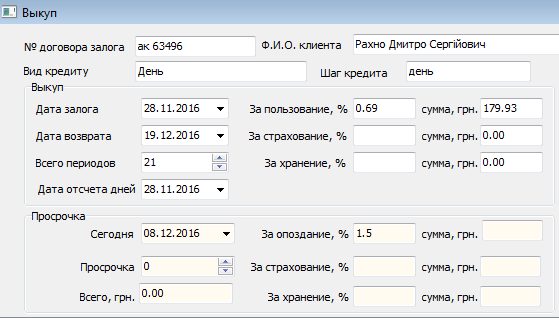 Выкуп
№ договора залога ак 63496 Ф.И.О. клиента Рахно Дмитро Сергійович
Вид кредиту День Шаг кредита день
Выкуп
Дата залога 28.11.2016 За пользование, % 0.69 сумма, грн. 179.93
Дата возврата 19.12.2016 За страхование, % сумма, грн. 0.00
Всего периодов 21 За хранение, % сумма, грн. 0.00
Дата отсчета дней 28.11.2016
Просрочка
Сегодня 08.12.2016 За опоздание, % 1.5 сумма, грн.
Просрочка 0 За страхование, % сумма, грн.
Всего, грн. 0.00 За хранение, % сумма, грн.